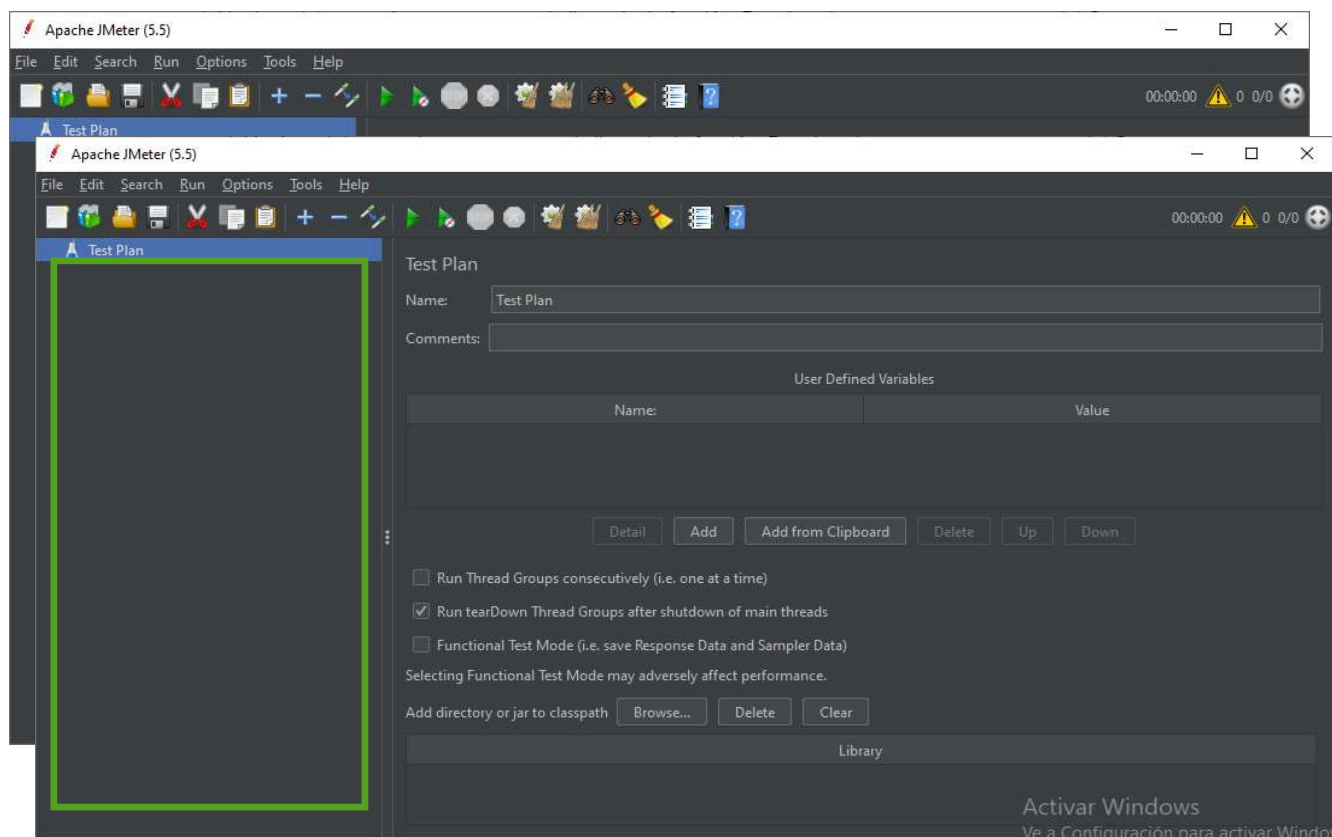 Apache JMeter (5.5)
File Edit Search Run Options Tools Help
00:00:00 0 0/0
Test Plan
Apache JMeter (5.5)
File Edit Search Run Options Tools Help
00:00:00 0 0/0
Test Plan
Test Plan
Name: Test Plan
Comments:
User Defined Variables
Name: Value
Detail Add Add from Clipboard Delete Up Down
Run Thread Groups consecutively (i.e. one at a time)
Run tearDown Thread Groups after shutdown of main threads
Functional Test Mode (i.e. save Response Data and Sampler Data)
Selecting Functional Test Mode may adversely affect performance.
Add directory or jar to classpath Browse... Delete Clear
Library
Activar Windows
Ve a Configuración para activar Windo